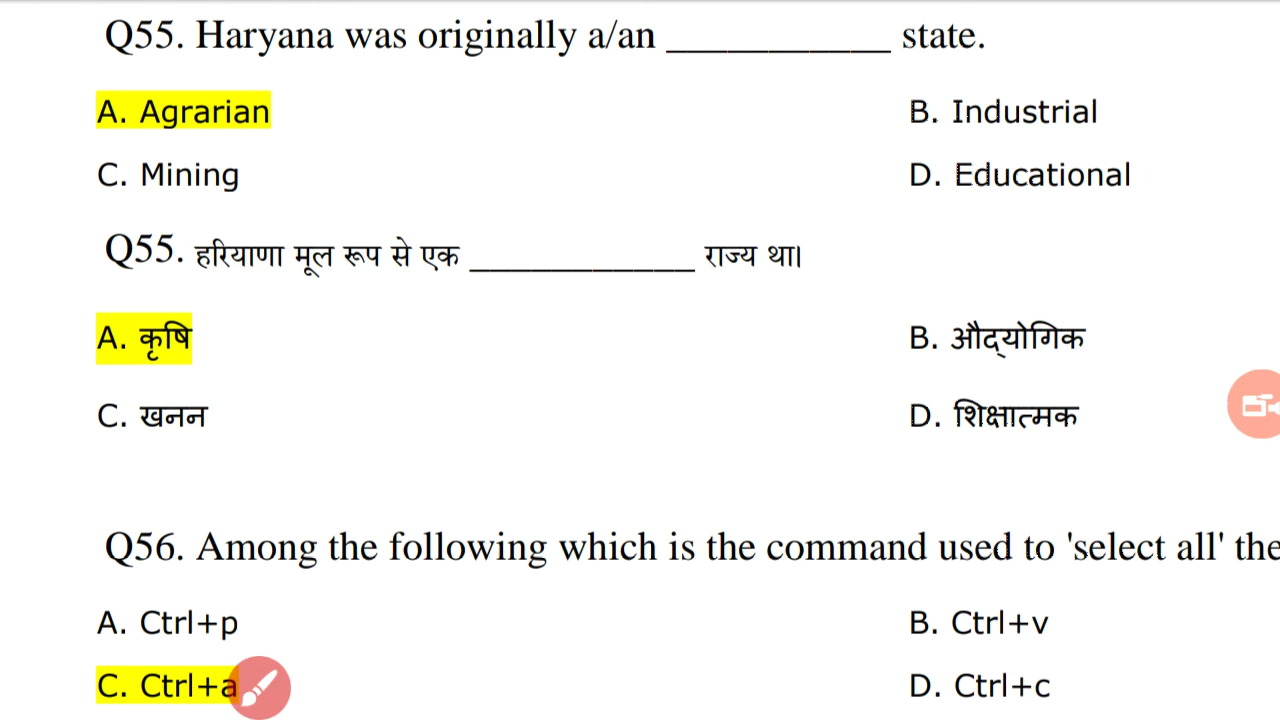 Q55. Haryana was originally a/an ___________ state.
A. Agrarian B. Industrial
C. Mining D. Educational
Q55. हरियाणा मूल रूप से एक ___________ राज्य था।
A. कृषि B. औद्योगिक
C. खनन D. शिक्षात्मक
Q56. Among the following which is the command used to 'select all' the
A. Ctrl+p B. Ctrl+v
C. Ctrl+a D. Ctrl+c